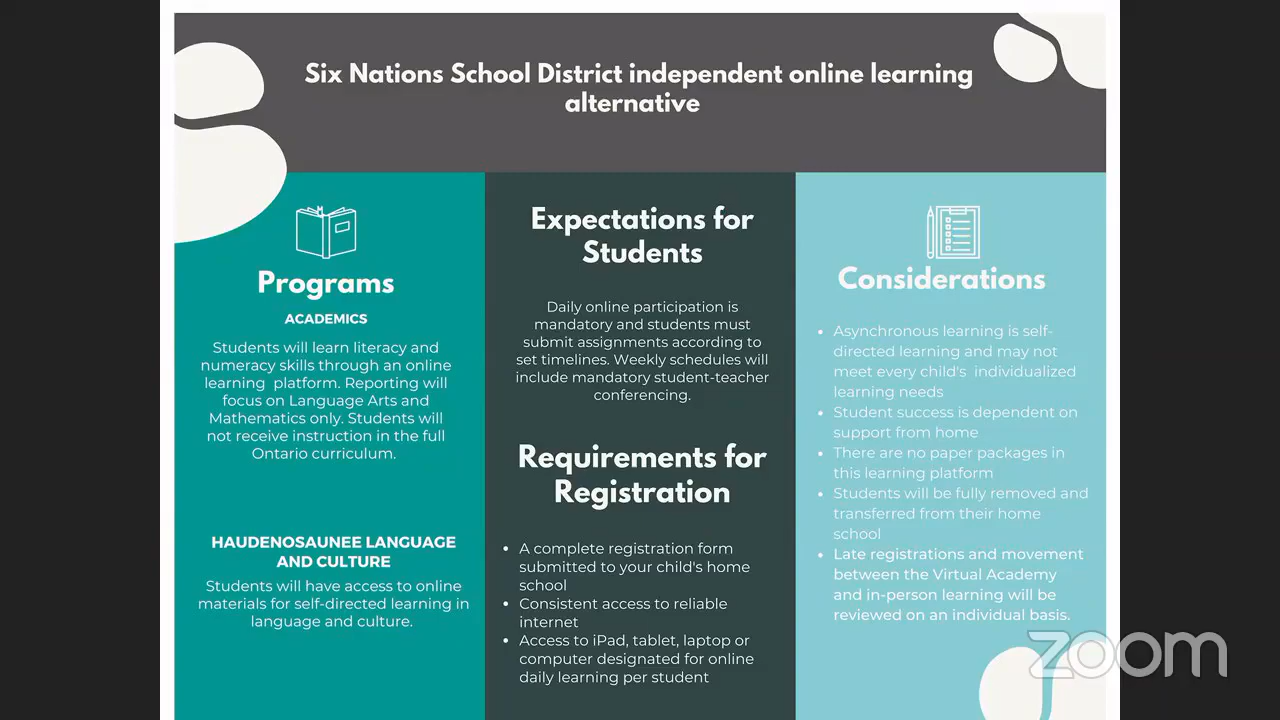 Six Nations School District independent online learning
alternative
Programs
ACADEMICS
Students will learn literacy and
numeracy skills through an online
learning platform. Reporting will
focus on Language Arts and
Mathematics only. Students will
not receive instruction in the full
Ontario curriculum.
HAUDENOSAUNEE LANGUAGE
AND CULTURE
Students will have access to online
materials for self-directed learning in
language and culture.
Expectations for
Students
Daily online participation is
mandatory and students must
submit assignments according to
set timelines. Weekly schedules will
include mandatory student-teacher
conferencing.
Requirements for
Registration
• A complete registration form
submitted to your child's home
school
• Consistent access to reliable
internet
• Access to iPad, tablet, laptop or
computer designated for online
daily learning per student
Considerations
• Asynchronous learning is self-
directed learning and may not
meet every child's individualized
learning needs
• Student success is dependent on
support from home
• There are no paper packages in
this learning platform
• Students will be fully removed and
transferred from their home
school
• Late registrations and movement
between the Virtual Academy
and in-person learning will be
reviewed on an individual basis.
zoom